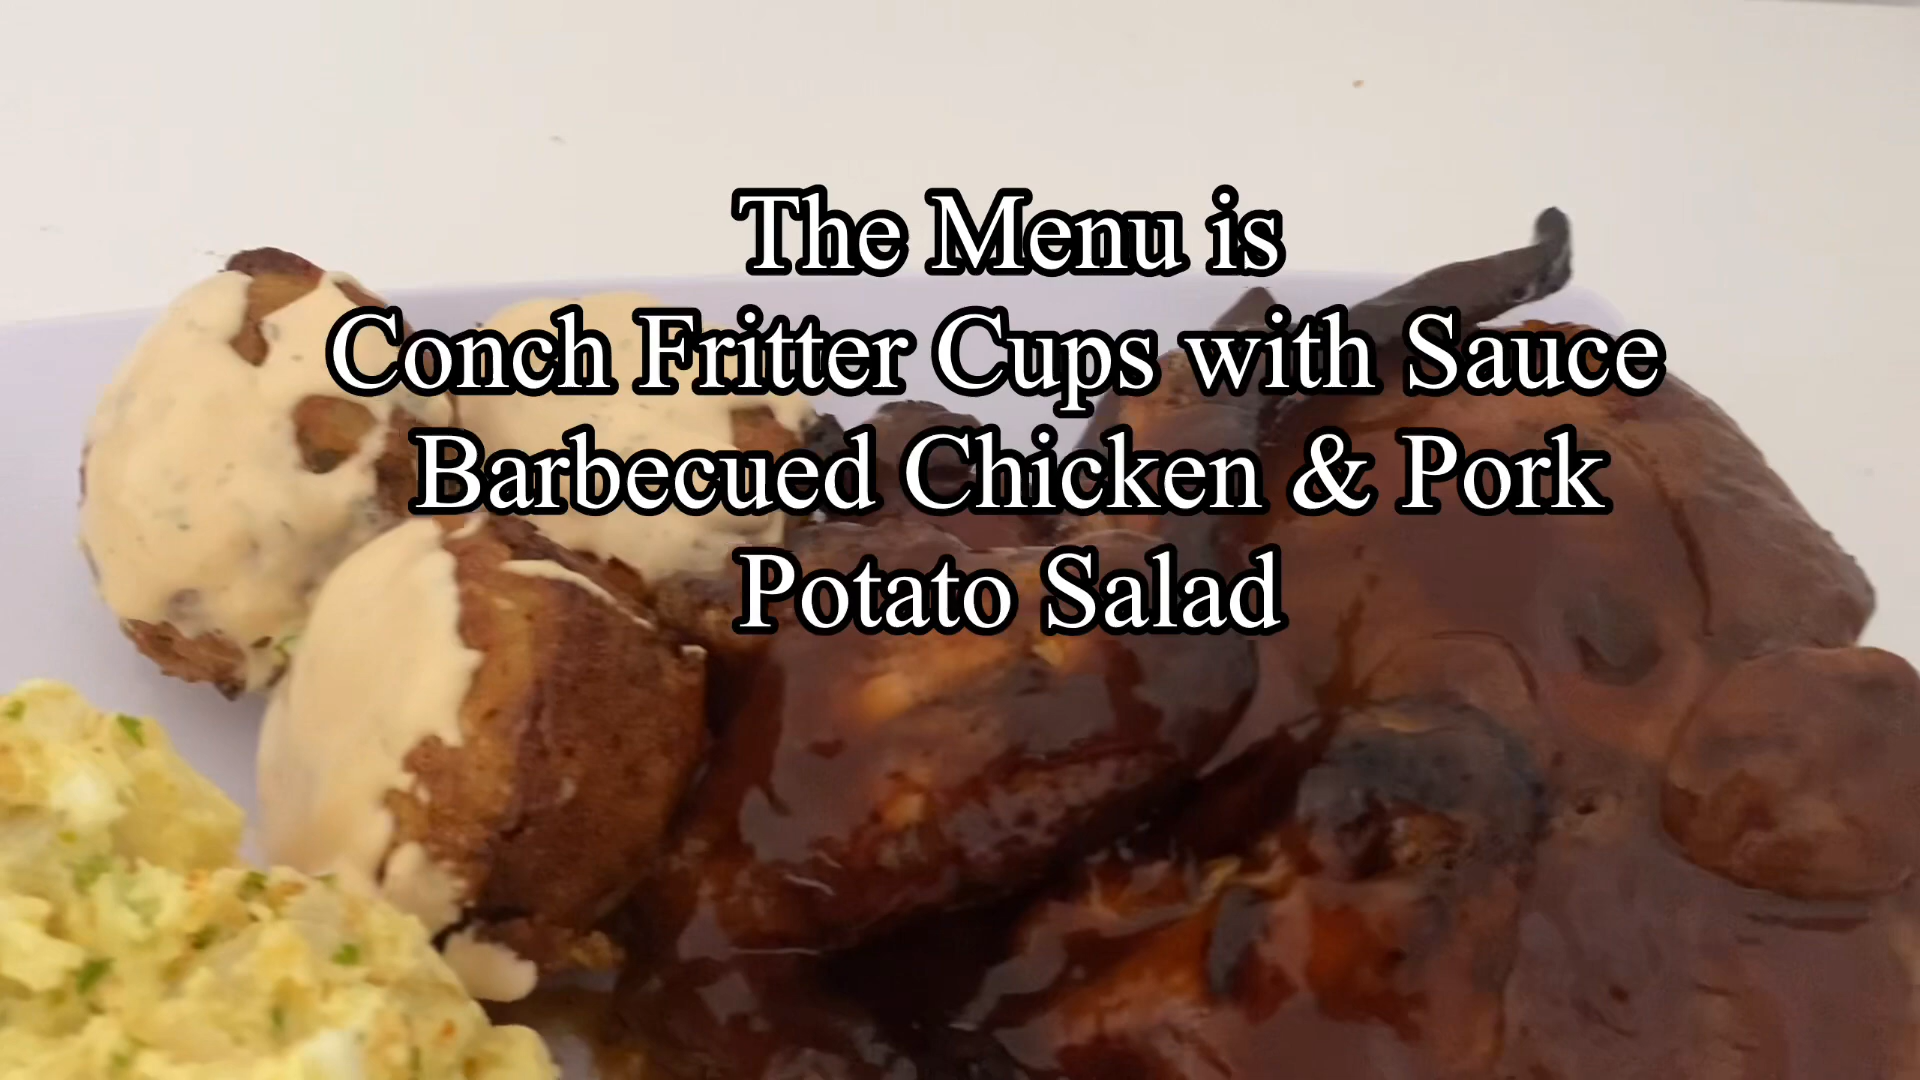 The Menu is
Conch Fritter Cups with Sauce
Barbecued Chicken & Pork
Potato Salad